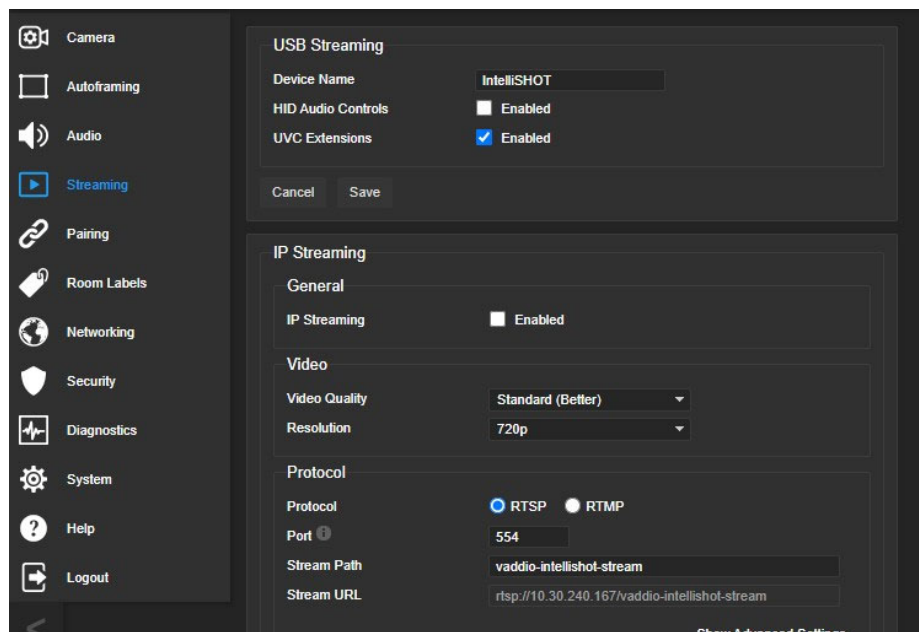 Camera
Autoframing
Audio
Streaming
Pairing
Room Labels
Networking
Security
Diagnostics
System
Help
Logout
<
USB Streaming
Device Name IntelliSHOT
HID Audio Controls Enabled
UVC Extensions Enabled
Cancel Save
IP Streaming
General
IP Streaming Enabled
Video
Video Quality Standard (Better)
Resolution 720p
Protocol
Protocol RTSP RTMP
Port 554
Stream Path vaddio-intellishot-stream
Stream URL rtsp://10.30.240.167/vaddio-intellishot-stream
Show Advanced Settings